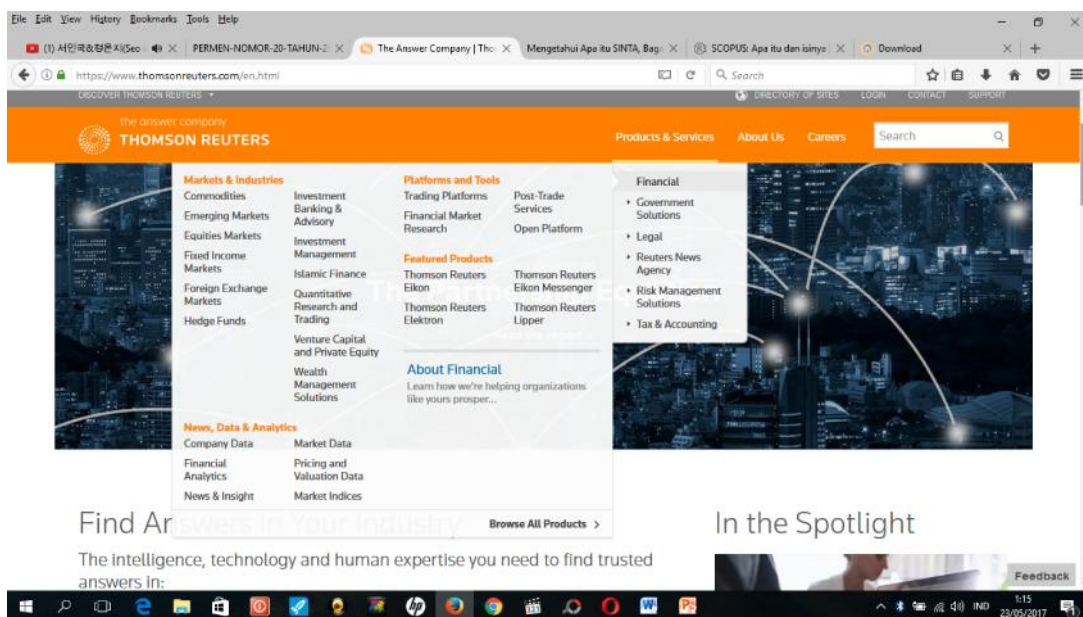 File Edit View History Bookmarks Tools Help
(1) 서인국&정은지(Seo
PERMEN-NOMOR-20-TAHUN-2
The Answer Company | Tho
Mengetahui Apa itu SINTA, Bag
SCOPUS: Apa itu dan isinya
Download
https://www.thomsonreuters.com/en.html
Search
DISCOVER THOMSON REUTERS
DIRECTORY OF SITES LOGIN CONTACT SUPPORT
the answer company
THOMSON REUTERS
Products & Services About Us Careers Search
Markets & Industries
Commodities
Emerging Markets
Equities Markets
Fixed Income
Markets
Foreign Exchange
Markets
Hedge Funds
Investment
Banking &
Advisory
Investment
Management
Islamic Finance
Quantitative
Research and
Trading
Venture Capital
and Private Equity
Wealth
Management
Solutions
Platforms and Tools
Trading Platforms
Financial Market
Research
Post-Trade
Services
Open Platform
Featured Products
Thomson Reuters
Eikon
Thomson Reuters
Elektron
Thomson Reuters
Eikon Messenger
Thomson Reuters
Lipper
About Financial
Learn how we're helping organizations
like yours prosper...
News, Data & Analytics
Company Data
Financial
Analytics
News & Insight
Market Data
Pricing and
Valuation Data
Market Indices
Browse All Products >
Financial
Government
Solutions
Legal
Reuters News
Agency
Risk Management
Solutions
Tax & Accounting
Find Answers in Your Industry
The intelligence, technology and human expertise you need to find trusted
answers in:
In the Spotlight
Feedback
IND
1:15
23/05/2017